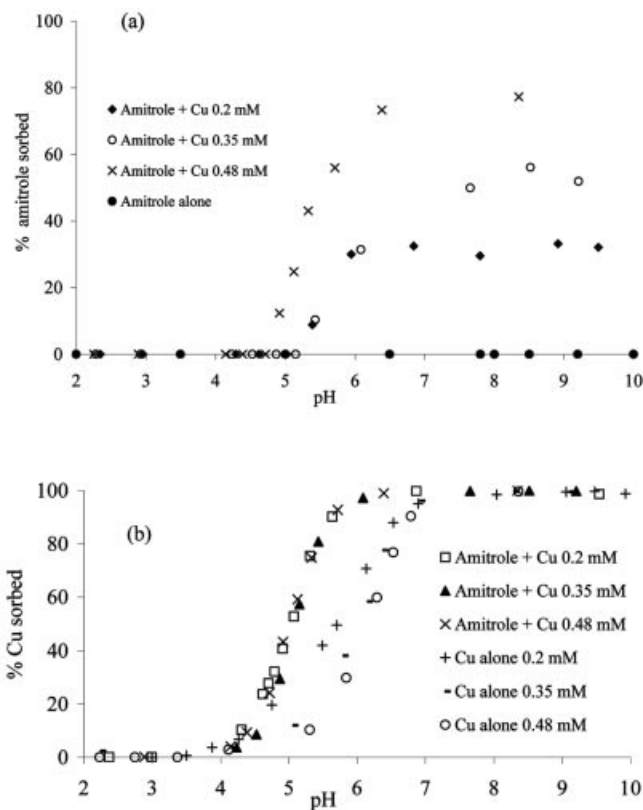 (a)
100
80
60
40
20
0
% amitrole sorbed
Amitrole + Cu 0.2 mM
Amitrole + Cu 0.35 mM
Amitrole + Cu 0.48 mM
Amitrole alone
2 3 4 5 6 7 8 9 10
pH
(b)
100
80
60
40
20
0
% Cu sorbed
Amitrole + Cu 0.2 mM
Amitrole + Cu 0.35 mM
Amitrole + Cu 0.48 mM
Cu alone 0.2 mM
Cu alone 0.35 mM
Cu alone 0.48 mM
2 3 4 5 6 7 8 9 10
pH